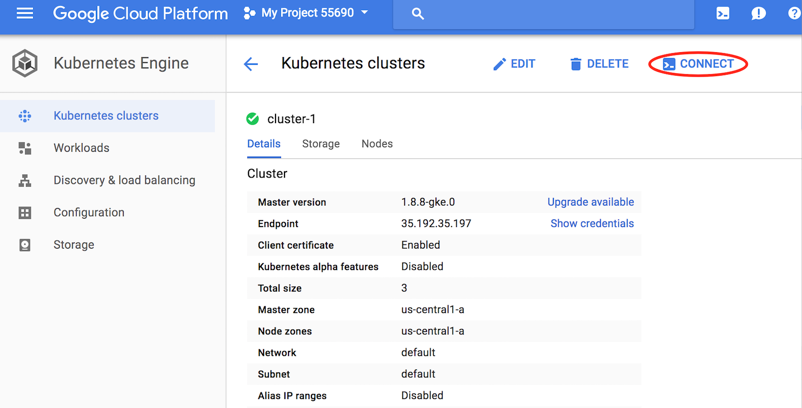 Google Cloud Platform My Project 55690
Kubernetes Engine
Kubernetes clusters
Workloads
Discovery & load balancing
Configuration
Storage
Kubernetes clusters EDIT DELETE CONNECT
cluster-1
Details Storage Nodes
Cluster
Master version 1.8.8-gke.0 Upgrade available
Endpoint 35.192.35.197 Show credentials
Client certificate Enabled
Kubernetes alpha features Disabled
Total size 3
Master zone us-central1-a
Node zones us-central1-a
Network default
Subnet default
Alias IP ranges Disabled